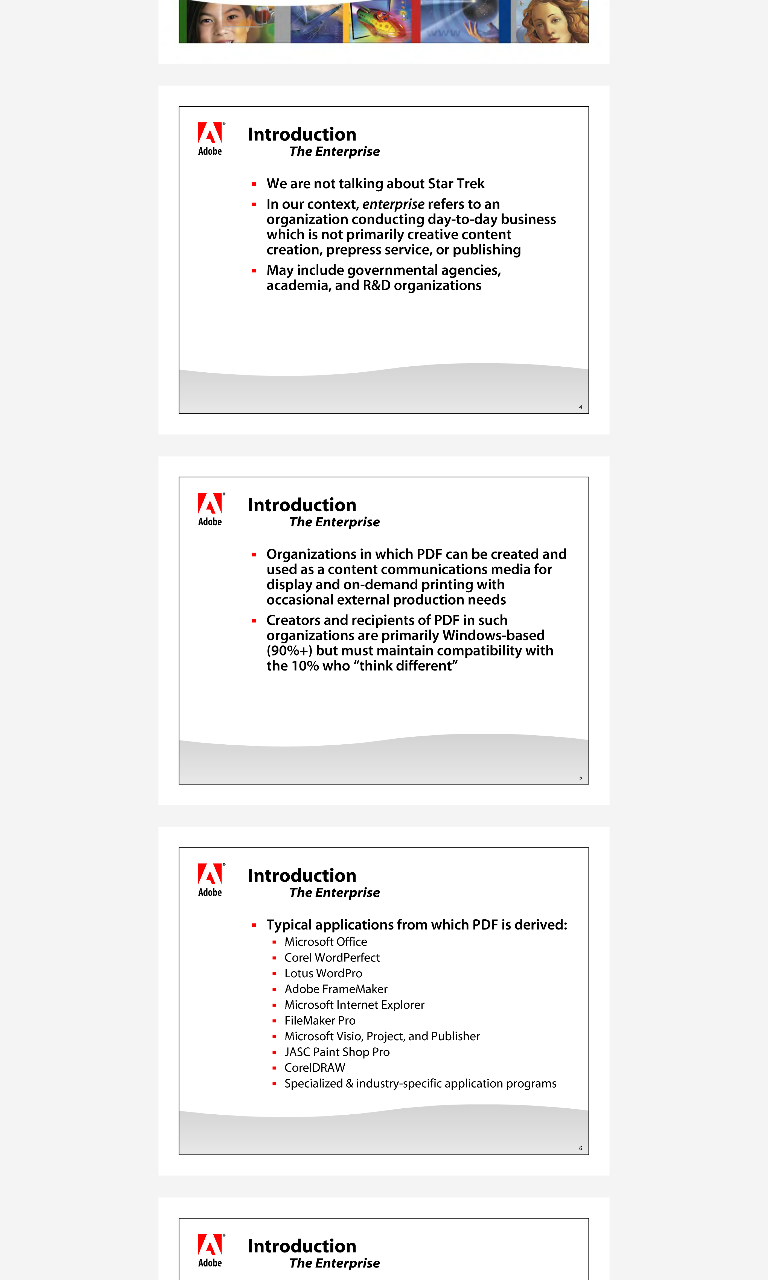 Adobe
Introduction
The Enterprise
We are not talking about Star Trek
In our context, enterprise refers to an
organization conducting day-to-day business
which is not primarily creative content
creation, prepress service, or publishing
May include governmental agencies,
academia, and R&D organizations
4
Adobe
Introduction
The Enterprise
Organizations in which PDF can be created and
used as a content communications media for
display and on-demand printing with
occasional external production needs
Creators and recipients of PDF in such
organizations are primarily Windows-based
(90%+) but must maintain compatibility with
the 10% who “think different”
Adobe
Introduction
The Enterprise
Typical applications from which PDF is derived:
Microsoft Office
Corel WordPerfect
Lotus WordPro
Adobe FrameMaker
Microsoft Internet Explorer
FileMaker Pro
Microsoft Visio, Project, and Publisher
JASC Paint Shop Pro
CorelDRAW
Specialized & industry-specific application programs
6
Adobe
Introduction
The Enterprise